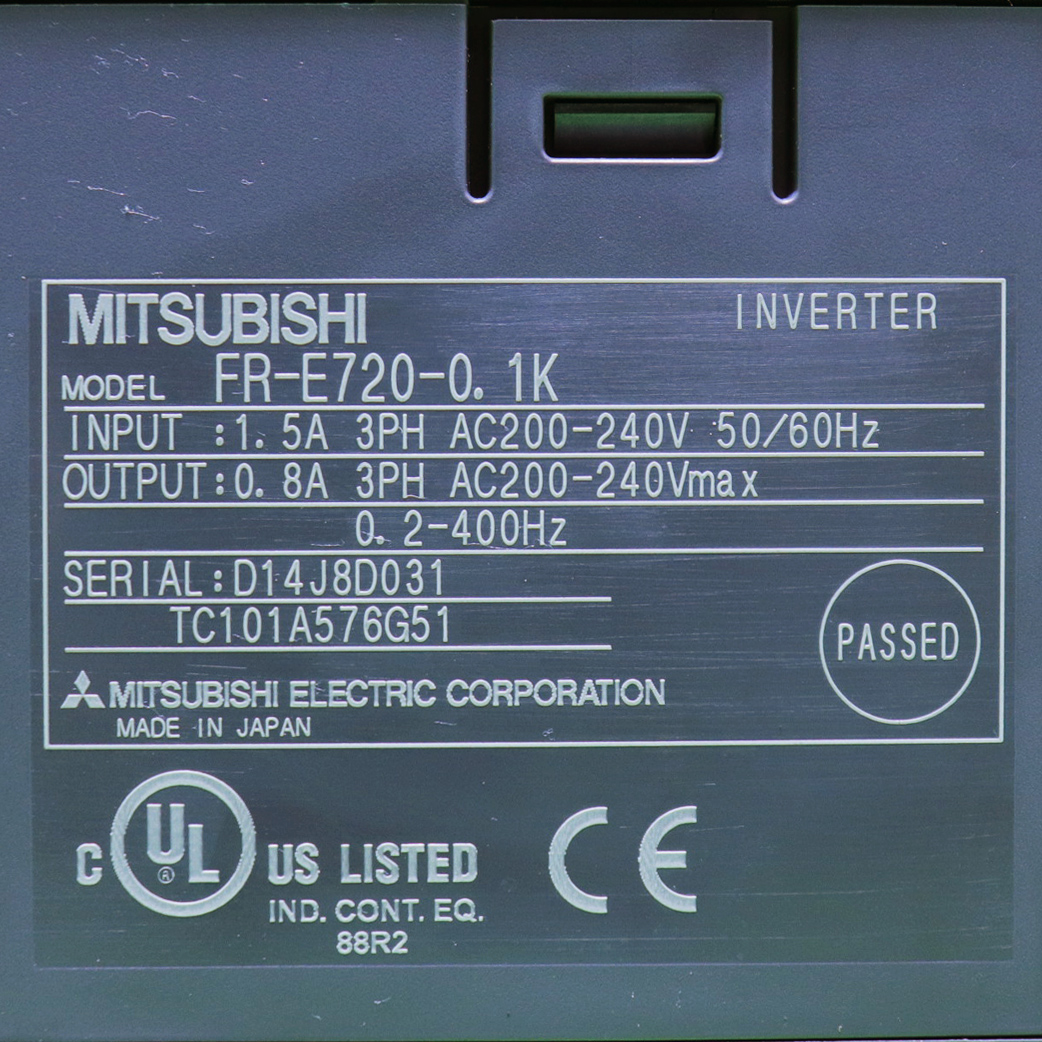 MITSUBISHI INVERTER
MODEL FR-E720-0.1K
INPUT :1.5A 3PH AC200-240V 50/60Hz
OUTPUT:0.8A 3PH AC200-240Vmax
0.2-400Hz
SERIAL:D14J8D031
TC101A576G51
PASSED
MITSUBISHI ELECTRIC CORPORATION
MADE IN JAPAN
C UL ® US LISTED
IND. CONT. EQ.
88R2
CE